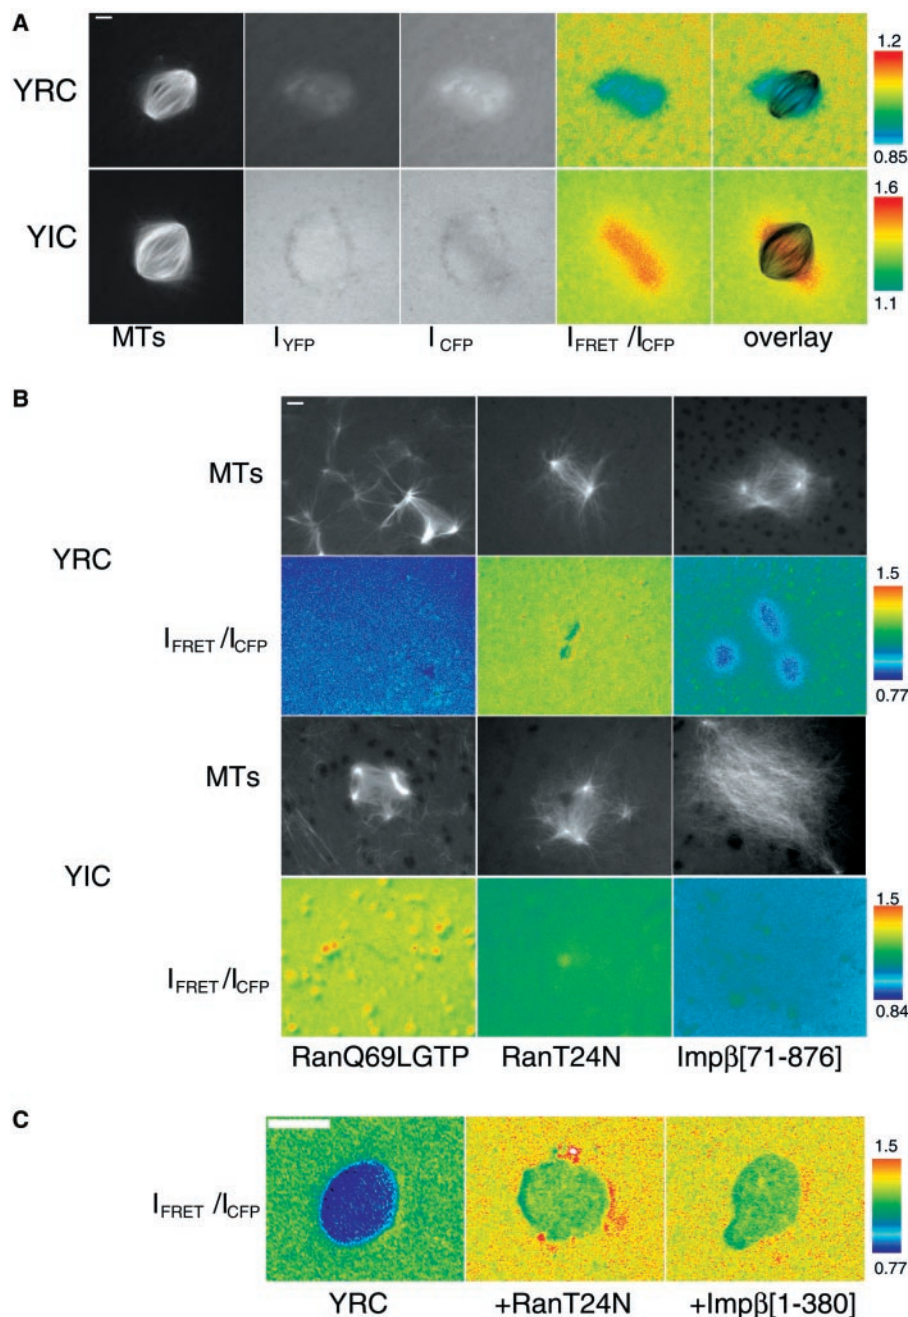 A
YRC
1.2
0.85
YIC
1.6
1.1
MTs
I YFP
I CFP
I FRET /I CFP
overlay
B
MTs
YRC
I FRET /I CFP
1.5
0.77
MTs
YIC
I FRET /I CFP
1.5
0.84
RanQ69LGTP
RanT24N
Impβ[71-876]
C
I FRET /I CFP
1.5
0.77
YRC
+RanT24N
+Impβ[1-380]